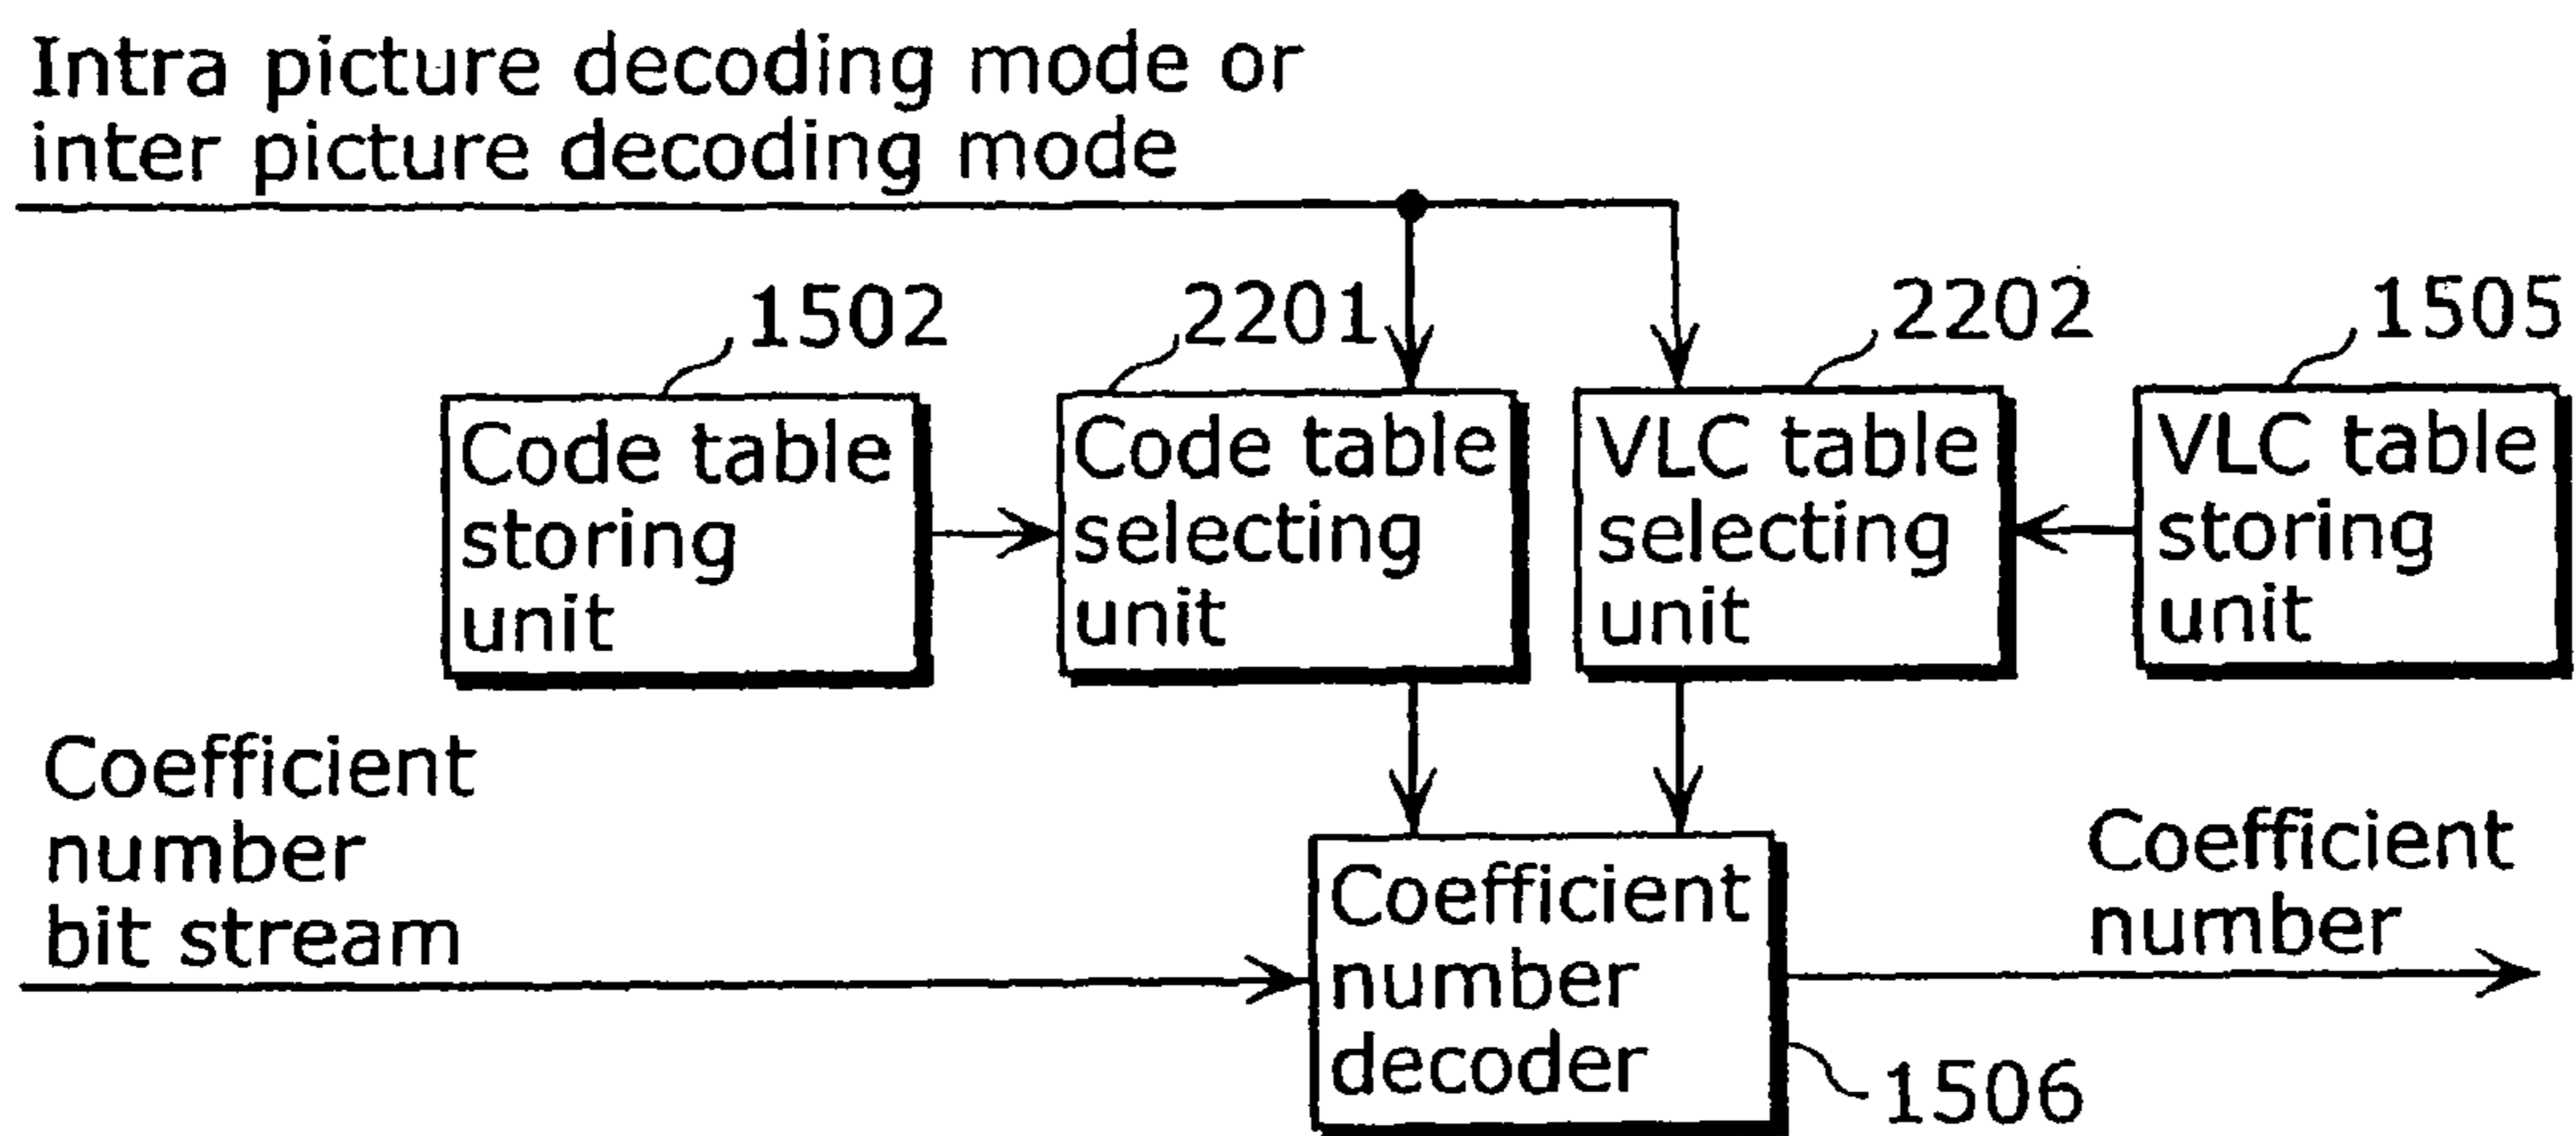 Intra picture decoding mode or
inter picture decoding mode
1502
2201
2202
1505
Code table
storing
unit
Code table
selecting
unit
VLC table
selecting
unit
VLC table
storing
unit
Coefficient
number
bit stream
Coefficient
number
decoder
Coefficient
number
1506